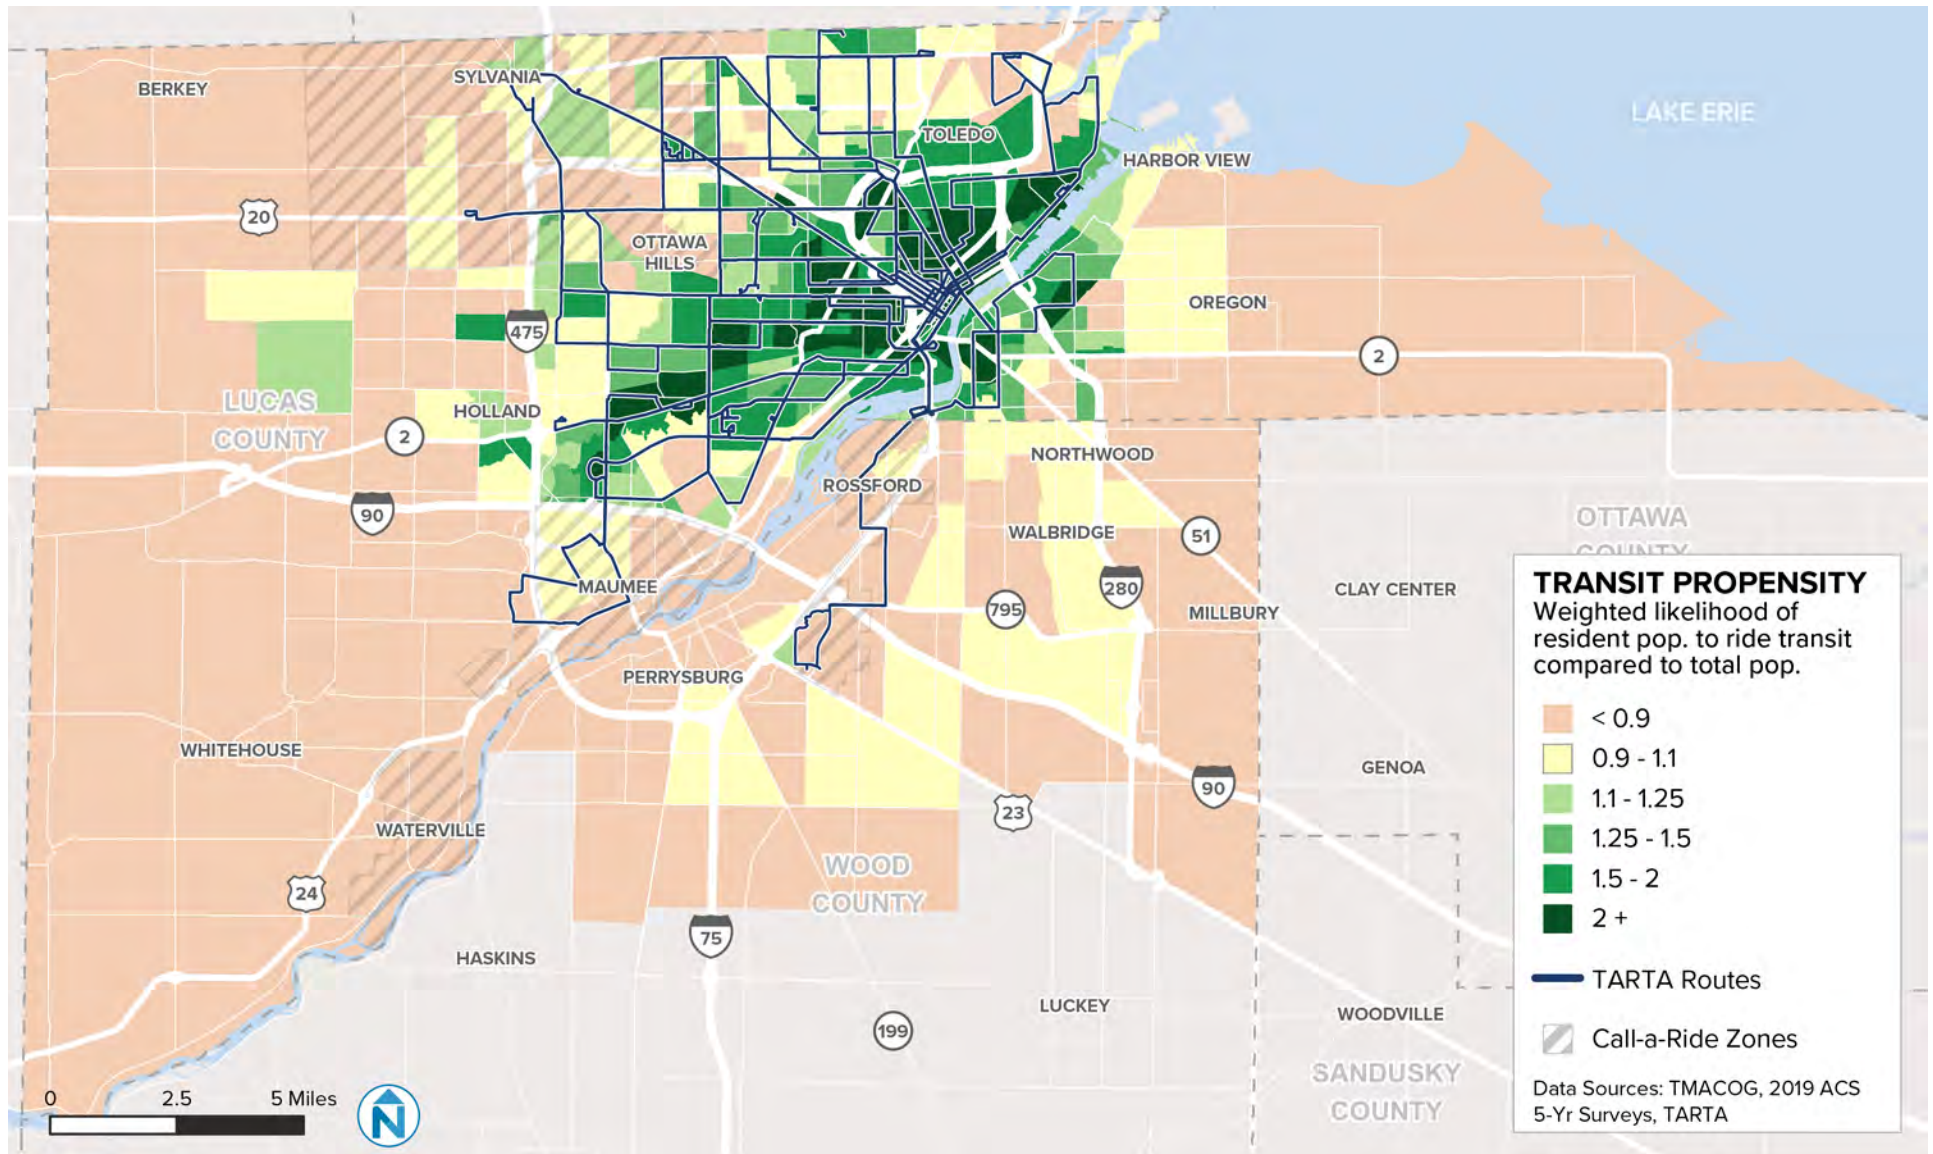 BERKEY
SYLVANIA
LAKE ERIE
TOLEDO
HARBOR VIEW
20
OTTAWA
HILLS
OREGON
475
2
LUCAS
COUNTY
HOLLAND
2
NORTHWOOD
ROSSFORD
90
WALBRIDGE
51
OTTAWA
COUNTY
MAUMEE
280
CLAY CENTER
795
MILLBURY
PERRYSBURG
WHITEHOUSE
GENOA
90
23
WATERVILLE
WOOD
COUNTY
24
75
HASKINS
LUCKEY
WOODVILLE
199
SANDUSKY
COUNTY
TRANSIT PROPENSITY
Weighted likelihood of
resident pop. to ride transit
compared to total pop.
< 0.9
0.9 - 1.1
1.1 - 1.25
1.25 - 1.5
1.5 - 2
2 +
TARTA Routes
Call-a-Ride Zones
Data Sources: TMACOG, 2019 ACS
5-Yr Surveys, TARTA
0 2.5 5 Miles
N